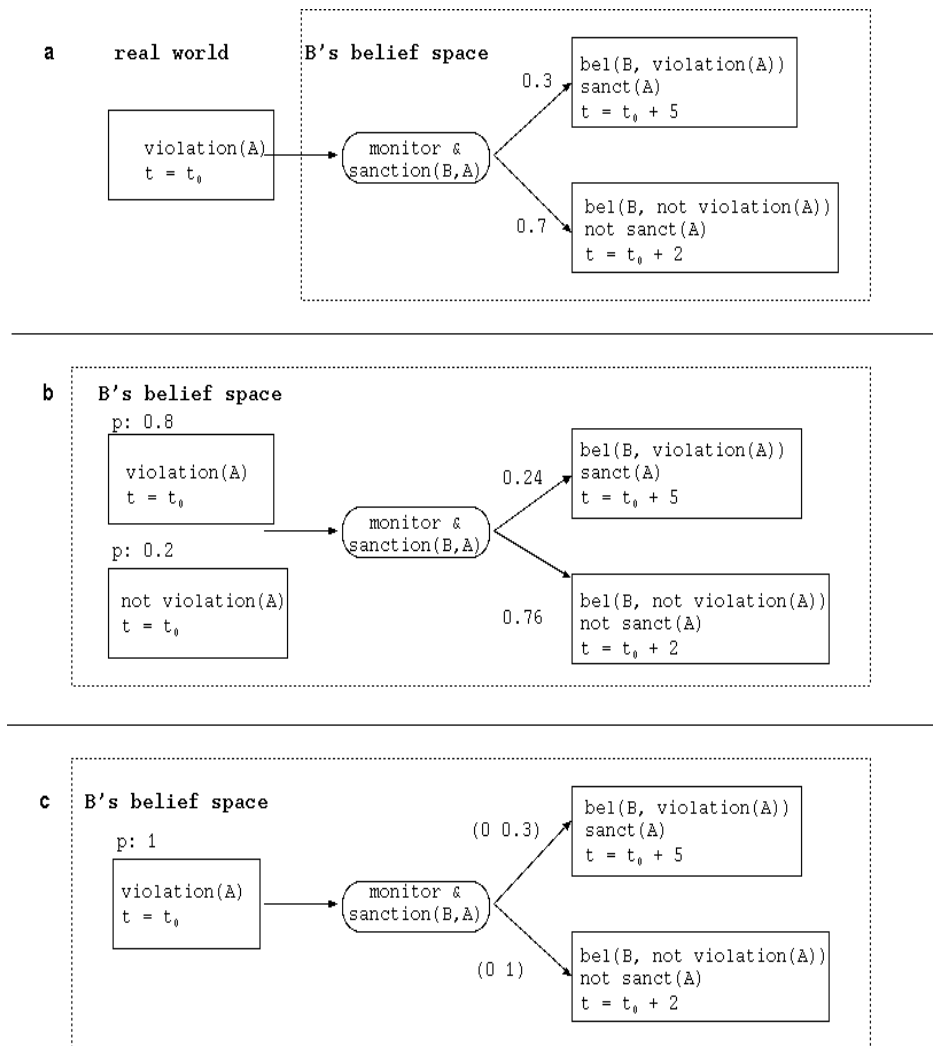 a
real world
B's belief space
violation(A)
t = t₀
monitor &
sanction(B,A)
0.3
bel(B, violation(A))
sanct(A)
t = t₀ + 5
0.7
bel(B, not violation(A))
not sanct(A)
t = t₀ + 2
b
B's belief space
p: 0.8
violation(A)
t = t₀
p: 0.2
not violation(A)
t = t₀
monitor &
sanction(B,A)
0.24
bel(B, violation(A))
sanct(A)
t = t₀ + 5
0.76
bel(B, not violation(A))
not sanct(A)
t = t₀ + 2
c
B's belief space
p: 1
violation(A)
t = t₀
monitor &
sanction(B,A)
(0 0.3)
bel(B, violation(A))
sanct(A)
t = t₀ + 5
(0 1)
bel(B, not violation(A))
not sanct(A)
t = t₀ + 2